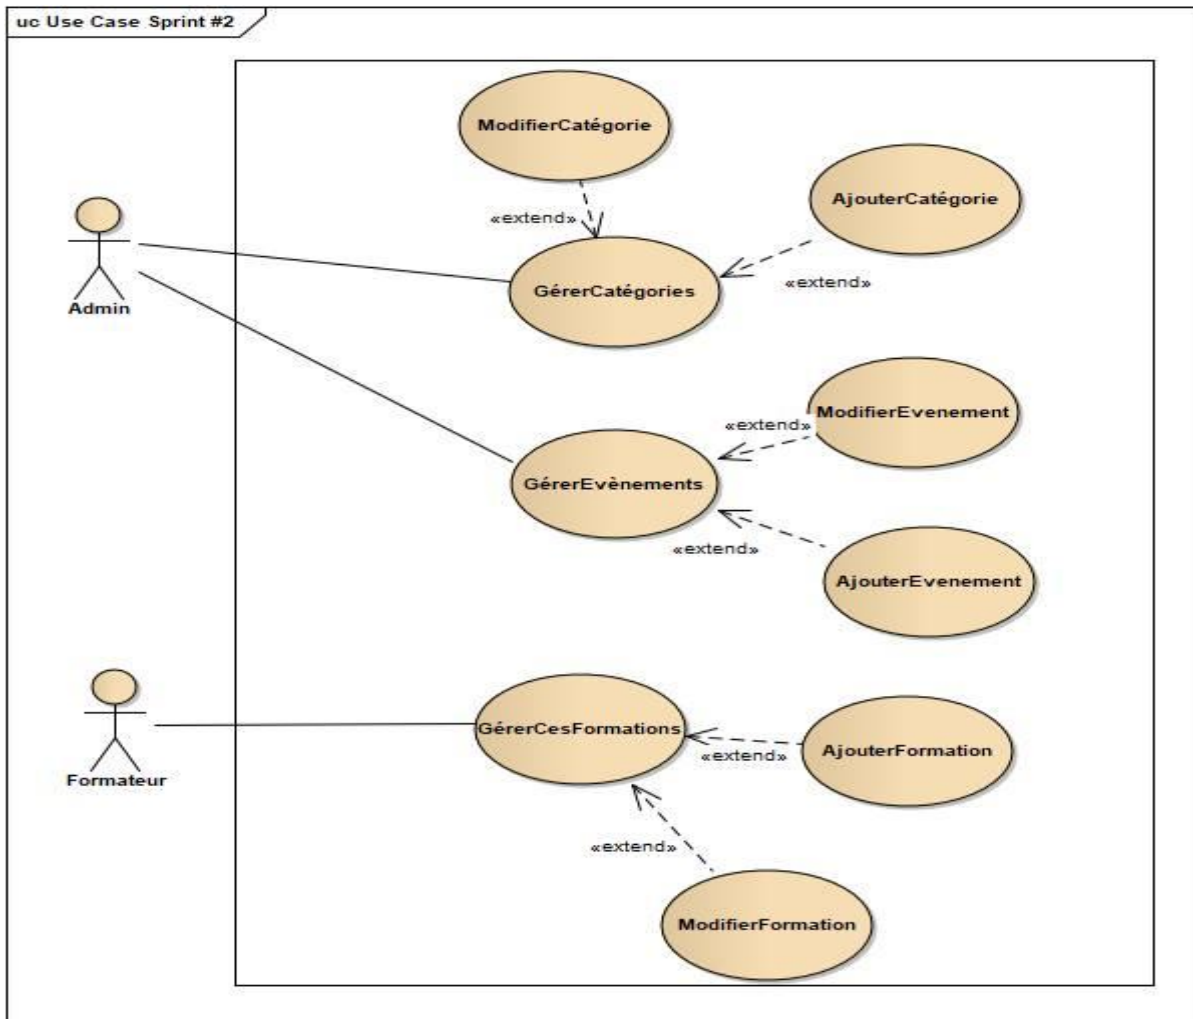 uc Use Case Sprint #2
ModifierCatégorie
AjouterCatégorie
«extend»
«extend»
GérerCatégories
Admin
ModifierEvenement
«extend»
GérerEvènements
«extend»
AjouterEvenement
GérerCesFormations
AjouterFormation
«extend»
Formateur
«extend»
ModifierFormation